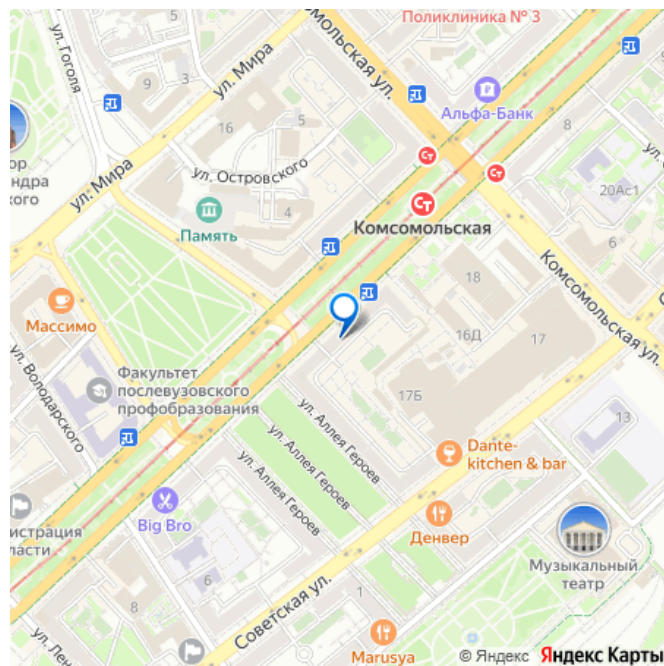 Поликлиника № 3
ул. Гоголя
Комсомольская ул.
ул. Мира
9
3
Альфа-Банк
16
8
ул. Островского
ул. Мира
20Ас1
4
Память
Комсомольская
6
18
Комсомольская ул.
Массимо
16Д
17
ул. Володарского
Факультет
послевузовского
профобразования
17Б
ул. Аллея Героев
13
Dante-
kitchen & bar
ул. Аллея Героев
ул. Аллея Героев
Big Bro
Денвер
Музыкальный
театр
6
1
Советская ул.
ул. Лен
Marusya
© Яндекс Яндекс Карты